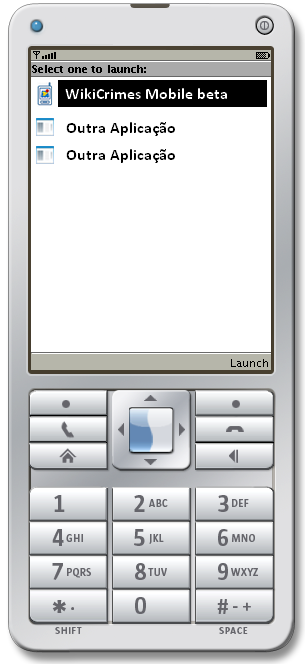 Select one to launch:
WikiCrimes Mobile beta
Outra Aplicação
Outra Aplicação
Launch
1 2 ABC 3 DEF
4 GHI 5 JKL 6 MNO
7 PQRS 8 TUV 9 WXYZ
* . 0 # - +
SHIFT SPACE